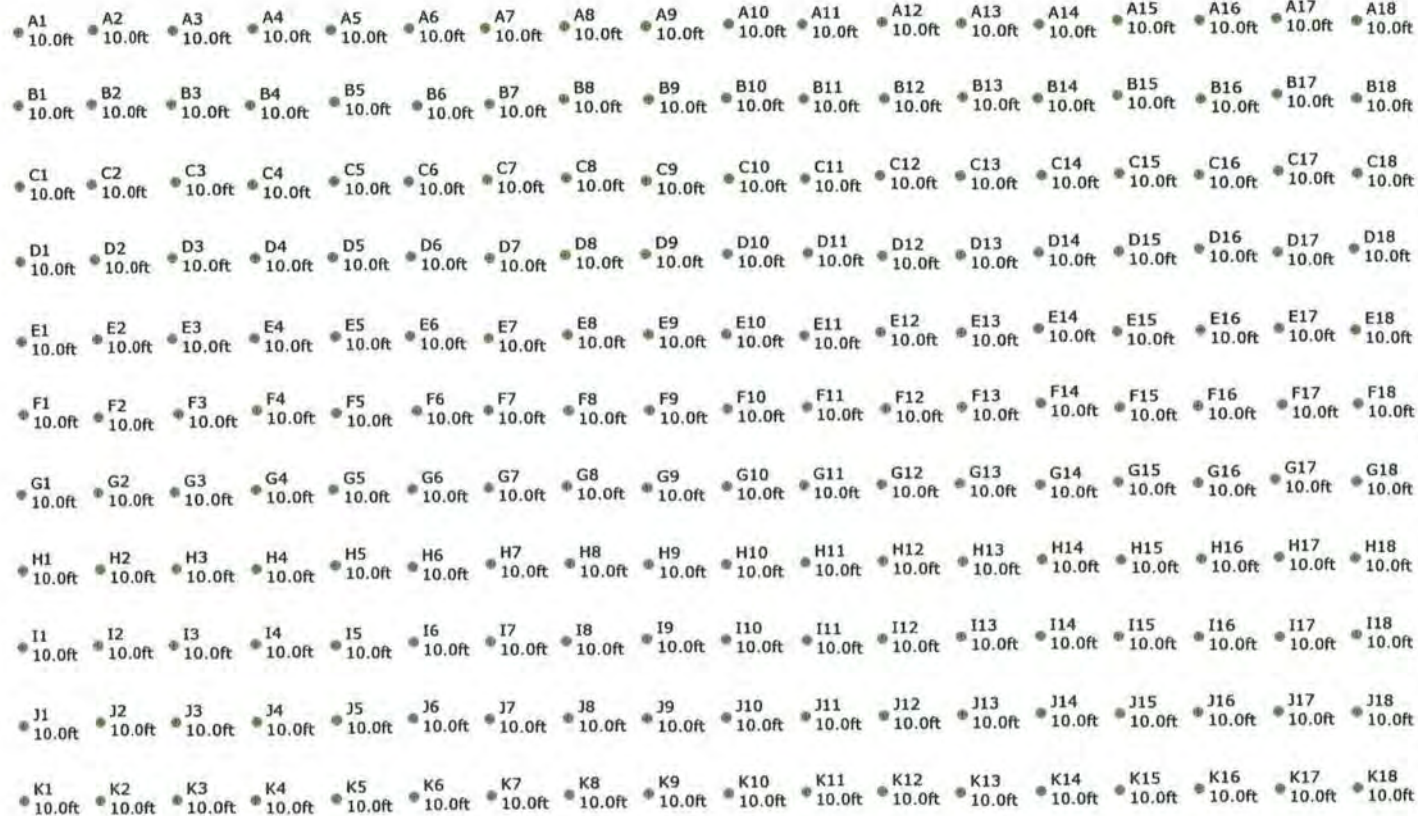 A1 A2 A3 A4 A5 A6 A7 A8 A9 A10 A11 A12 A13 A14 A15 A16 A17 A18
10.0ft 10.0ft 10.0ft 10.0ft 10.0ft 10.0ft 10.0ft 10.0ft 10.0ft 10.0ft 10.0ft 10.0ft 10.0ft 10.0ft 10.0ft 10.0ft 10.0ft 10.0ft
B1 B2 B3 B4 B5 B6 B7 B8 B9 B10 B11 B12 B13 B14 B15 B16 B17 B18
10.0ft 10.0ft 10.0ft 10.0ft 10.0ft 10.0ft 10.0ft 10.0ft 10.0ft 10.0ft 10.0ft 10.0ft 10.0ft 10.0ft 10.0ft 10.0ft 10.0ft 10.0ft
C1 C2 C3 C4 C5 C6 C7 C8 C9 C10 C11 C12 C13 C14 C15 C16 C17 C18
10.0ft 10.0ft 10.0ft 10.0ft 10.0ft 10.0ft 10.0ft 10.0ft 10.0ft 10.0ft 10.0ft 10.0ft 10.0ft 10.0ft 10.0ft 10.0ft 10.0ft 10.0ft
D1 D2 D3 D4 D5 D6 D7 D8 D9 D10 D11 D12 D13 D14 D15 D16 D17 D18
10.0ft 10.0ft 10.0ft 10.0ft 10.0ft 10.0ft 10.0ft 10.0ft 10.0ft 10.0ft 10.0ft 10.0ft 10.0ft 10.0ft 10.0ft 10.0ft 10.0ft 10.0ft
E1 E2 E3 E4 E5 E6 E7 E8 E9 E10 E11 E12 E13 E14 E15 E16 E17 E18
10.0ft 10.0ft 10.0ft 10.0ft 10.0ft 10.0ft 10.0ft 10.0ft 10.0ft 10.0ft 10.0ft 10.0ft 10.0ft 10.0ft 10.0ft 10.0ft 10.0ft 10.0ft
F1 F2 F3 F4 F5 F6 F7 F8 F9 F10 F11 F12 F13 F14 F15 F16 F17 F18
10.0ft 10.0ft 10.0ft 10.0ft 10.0ft 10.0ft 10.0ft 10.0ft 10.0ft 10.0ft 10.0ft 10.0ft 10.0ft 10.0ft 10.0ft 10.0ft 10.0ft 10.0ft
G1 G2 G3 G4 G5 G6 G7 G8 G9 G10 G11 G12 G13 G14 G15 G16 G17 G18
10.0ft 10.0ft 10.0ft 10.0ft 10.0ft 10.0ft 10.0ft 10.0ft 10.0ft 10.0ft 10.0ft 10.0ft 10.0ft 10.0ft 10.0ft 10.0ft 10.0ft 10.0ft
H1 H2 H3 H4 H5 H6 H7 H8 H9 H10 H11 H12 H13 H14 H15 H16 H17 H18
10.0ft 10.0ft 10.0ft 10.0ft 10.0ft 10.0ft 10.0ft 10.0ft 10.0ft 10.0ft 10.0ft 10.0ft 10.0ft 10.0ft 10.0ft 10.0ft 10.0ft 10.0ft
I1 I2 I3 I4 I5 I6 I7 I8 I9 I10 I11 I12 I13 I14 I15 I16 I17 I18
10.0ft 10.0ft 10.0ft 10.0ft 10.0ft 10.0ft 10.0ft 10.0ft 10.0ft 10.0ft 10.0ft 10.0ft 10.0ft 10.0ft 10.0ft 10.0ft 10.0ft 10.0ft
J1 J2 J3 J4 J5 J6 J7 J8 J9 J10 J11 J12 J13 J14 J15 J16 J17 J18
10.0ft 10.0ft 10.0ft 10.0ft 10.0ft 10.0ft 10.0ft 10.0ft 10.0ft 10.0ft 10.0ft 10.0ft 10.0ft 10.0ft 10.0ft 10.0ft 10.0ft 10.0ft
K1 K2 K3 K4 K5 K6 K7 K8 K9 K10 K11 K12 K13 K14 K15 K16 K17 K18
10.0ft 10.0ft 10.0ft 10.0ft 10.0ft 10.0ft 10.0ft 10.0ft 10.0ft 10.0ft 10.0ft 10.0ft 10.0ft 10.0ft 10.0ft 10.0ft 10.0ft 10.0ft